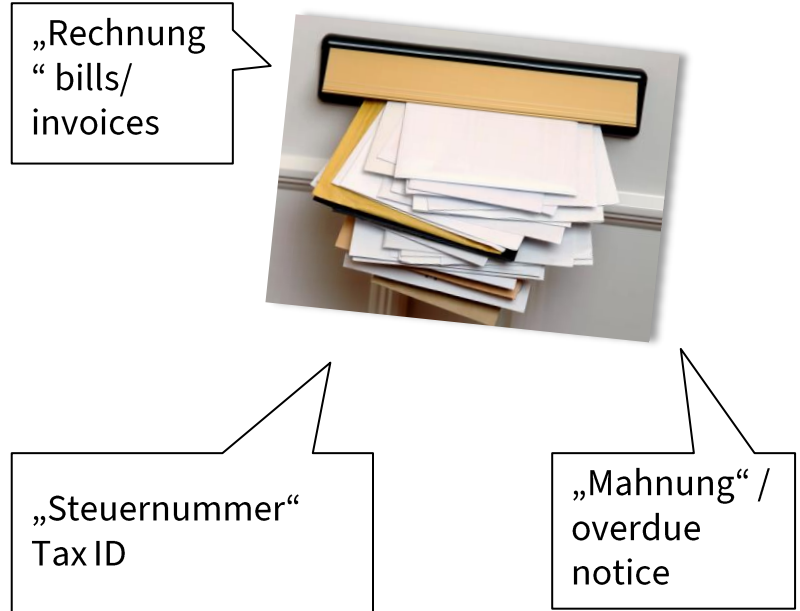 „Rechnung
“ bills/
invoices
„Steuernummer“
Tax ID
„Mahnung“ /
overdue
notice